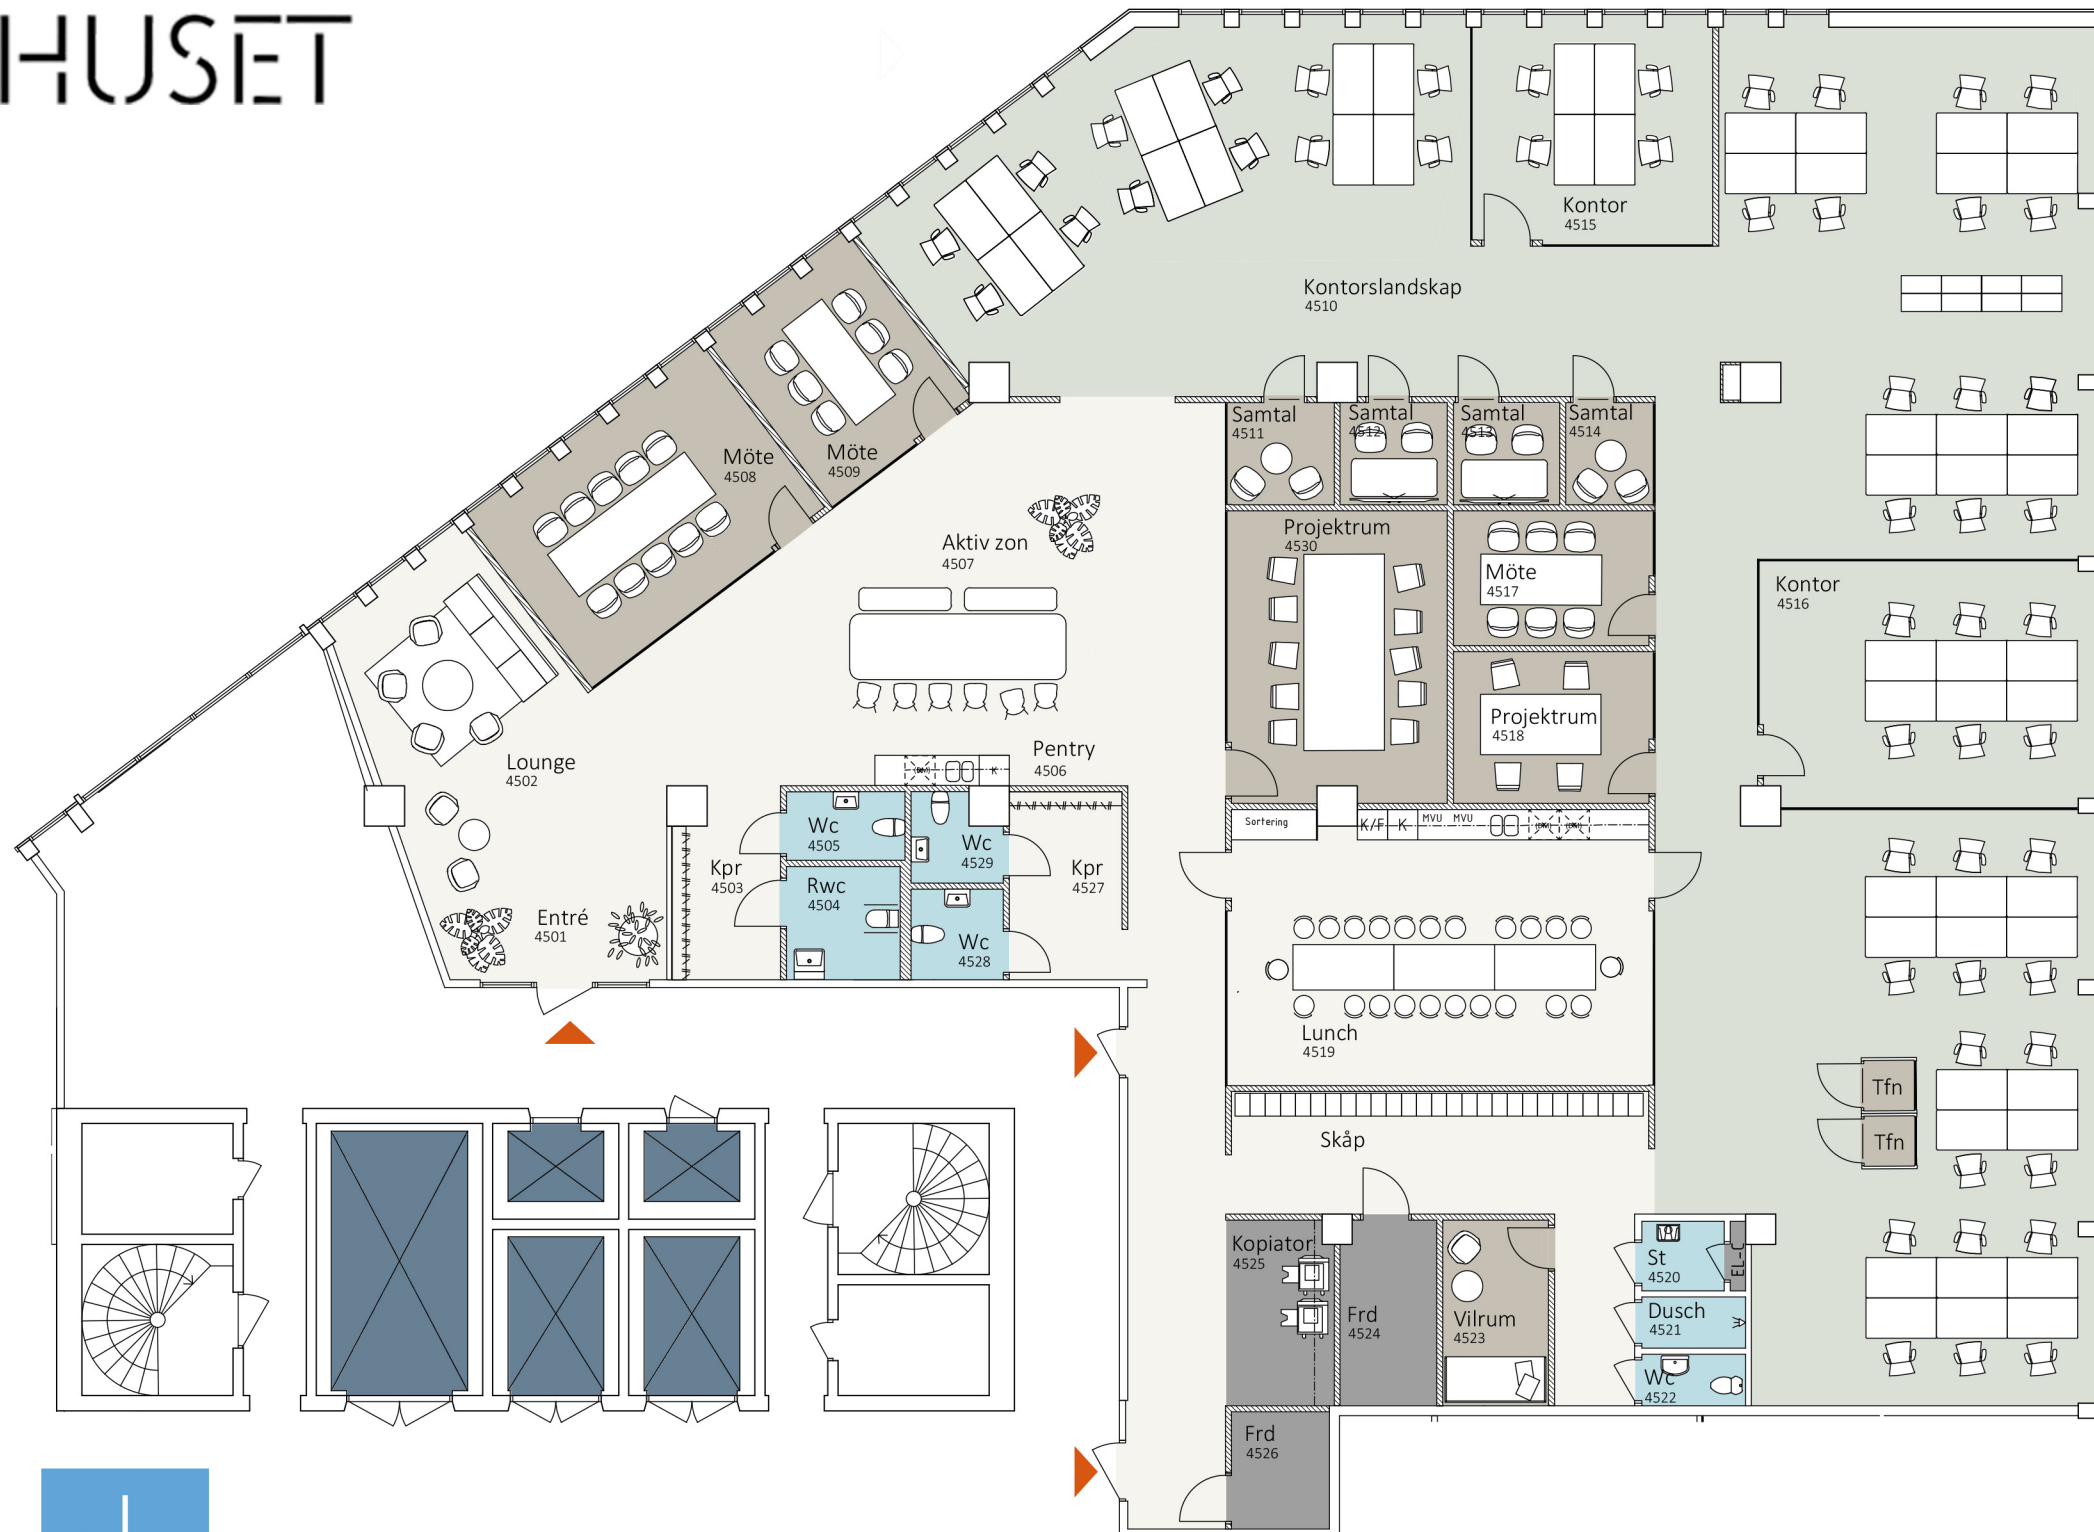 HUSET
Kontor
4515
Kontorslandskap
4510
Möte
4508
Möte
4509
Samtal
4511
Samtal
4512
Samtal
4513
Samtal
4514
Aktiv zon
4507
Projektrum
4530
Möte
4517
Kontor
4516
Projektrum
4518
Lounge
4502
Pentry
4506
K
Sortering
K/F
K
MVU
MVU
Wc
4505
Wc
4529
Kpr
4503
Kpr
4527
Rwc
4504
Entré
4501
Wc
4528
Lunch
4519
Tfn
Tfn
Skåp
Kopiator
4525
St
4520
EL-C
Frd
4524
Vilrum
4523
Dusch
4521
Wc
4522
Frd
4526